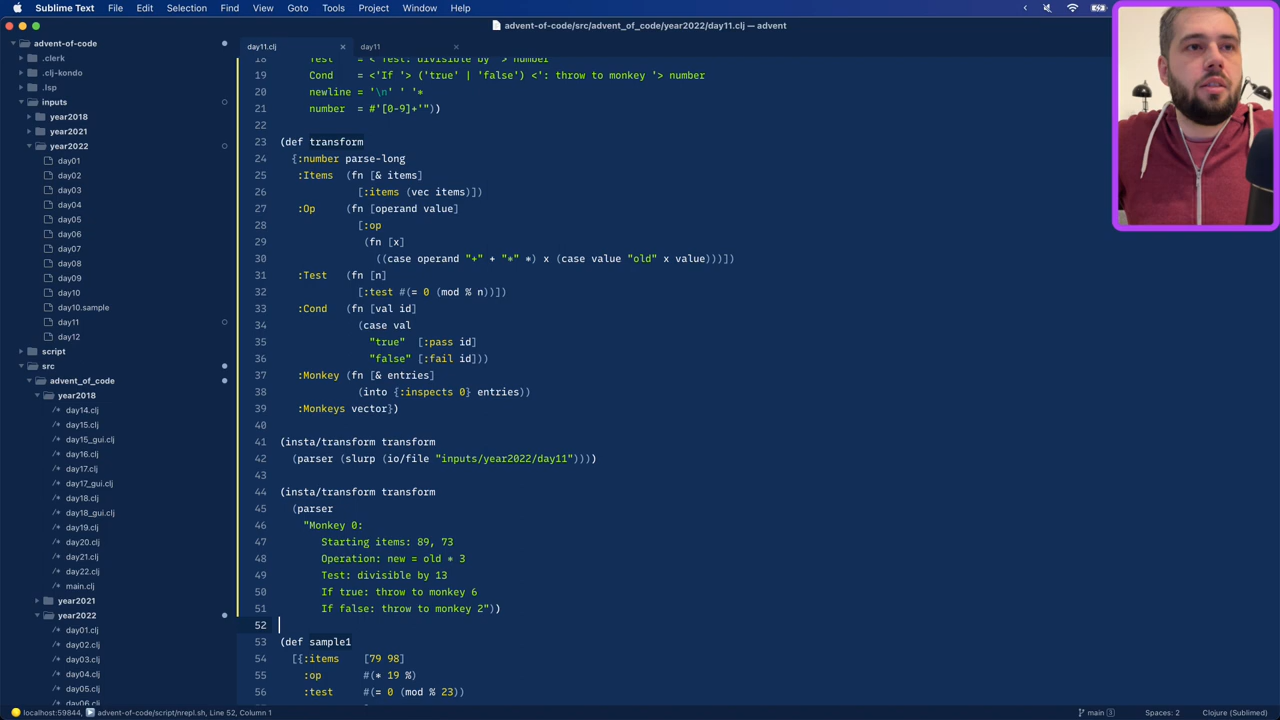 Sublime Text File Edit Selection Find View Goto Tools Project Window Help
advent-of-code/src/advent_of_code/year2022/day11.clj — advent
advent-of-code
.clerk
.clj-kondo
.lsp
inputs
year2018
year2021
year2022
day01
day02
day03
day04
day05
day06
day07
day08
day09
day10
day10.sample
day11
day12
script
src
advent_of_code
year2018
/* day14.clj
/* day15.clj
/* day15_gui.clj
/* day16.clj
/* day17.clj
/* day17_gui.clj
/* day18.clj
/* day18_gui.clj
/* day19.clj
/* day20.clj
/* day21.clj
/* day22.clj
/* main.clj
year2021
year2022
/* day01.clj
/* day02.clj
/* day03.clj
/* day04.clj
/* day05.clj
/* day06.clj
day11.clj × day11 ×
18 Test = <'Test: divisible by '> number
19 Cond = <'If '> ('true' | 'false') <': throw to monkey '> number
20 newline = '\n' ' '*
21 number = #'[0-9]+'"))
22
23 (def transform
24 {:number parse-long
25 :Items (fn [& items]
26 [:items (vec items)])
27 :Op (fn [operand value]
28 [:op
29 (fn [x]
30 ((case operand "+" + "*" *) x (case value "old" x value)))])
31 :Test (fn [n]
32 [:test #(= 0 (mod % n))])
33 :Cond (fn [val id]
34 (case val
35 "true" [:pass id]
36 "false" [:fail id]))
37 :Monkey (fn [& entries]
38 (into {:inspects 0} entries))
39 :Monkeys vector})
40
41 (insta/transform transform
42 (parser (slurp (io/file "inputs/year2022/day11"))))
43
44 (insta/transform transform
45 (parser
46 "Monkey 0:
47 Starting items: 89, 73
48 Operation: new = old * 3
49 Test: divisible by 13
50 If true: throw to monkey 6
51 If false: throw to monkey 2"))
52
53 (def sample1
54 [{:items [79 98]
55 :op #(* 19 %)
56 :test #(= 0 (mod % 23))
localhost:59844, advent-of-code/script/nrepl.sh, Line 52, Column 1
main 3 Spaces: 2 Clojure (Sublimed)